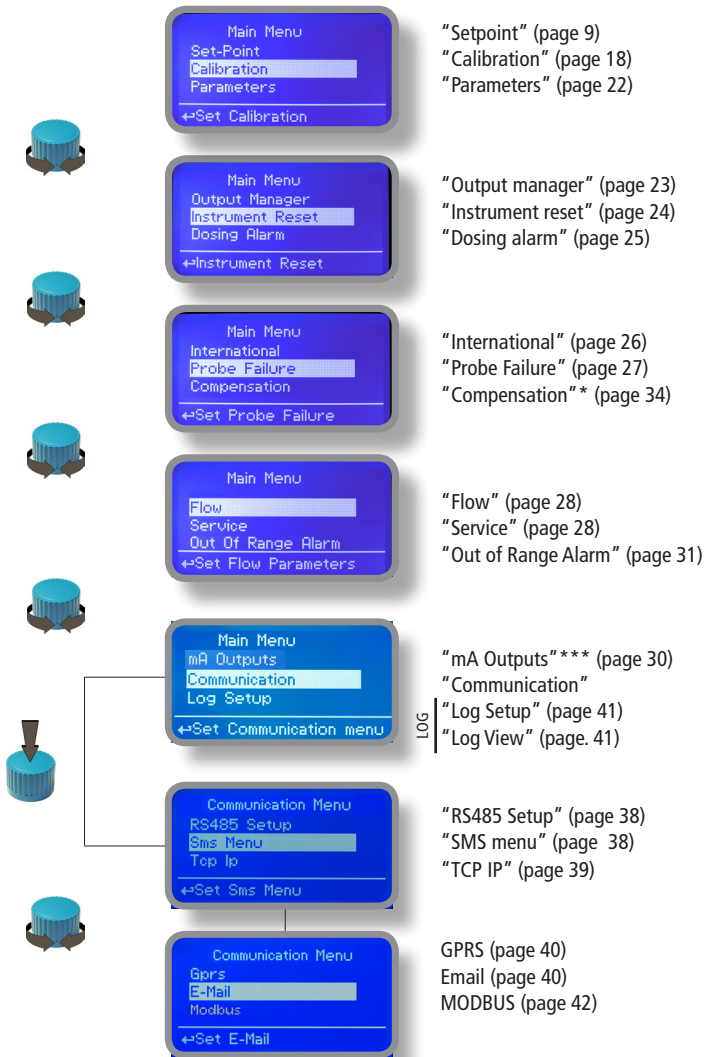 Main Menu
Set-Point
Calibration
Parameters
↵Set Calibration
"Setpoint" (page 9)
"Calibration" (page 18)
"Parameters" (page 22)
Main Menu
Output Manager
Instrument Reset
Dosing Alarm
↵Instrument Reset
"Output manager" (page 23)
"Instrument reset" (page 24)
"Dosing alarm" (page 25)
Main Menu
International
Probe Failure
Compensation
↵Set Probe Failure
"International" (page 26)
"Probe Failure" (page 27)
"Compensation"* (page 34)
Main Menu
Flow
Service
Out Of Range Alarm
↵Set Flow Parameters
"Flow" (page 28)
"Service" (page 28)
"Out of Range Alarm" (page 31)
Main Menu
mA Outputs
Communication
Log Setup
↵Set Communication menu
"mA Outputs"*** (page 30)
"Communication"
LOG
"Log Setup" (page 41)
"Log View" (page. 41)
Communication Menu
RS485 Setup
Sms Menu
Tcp Ip
↵Set Sms Menu
"RS485 Setup" (page 38)
"SMS menu" (page  38)
"TCP IP" (page 39)
Communication Menu
Gprs
E-Mail
Modbus
↵Set E-Mail
GPRS (page 40)
Email (page 40)
MODBUS (page 42)